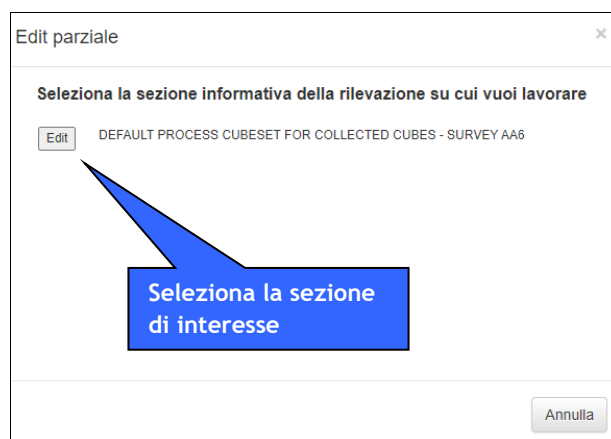 Edit parziale ×
Seleziona la sezione informativa della rilevazione su cui vuoi lavorare
Edit DEFAULT PROCESS CUBESET FOR COLLECTED CUBES - SURVEY AA6
Seleziona la sezione
di interesse
Annulla